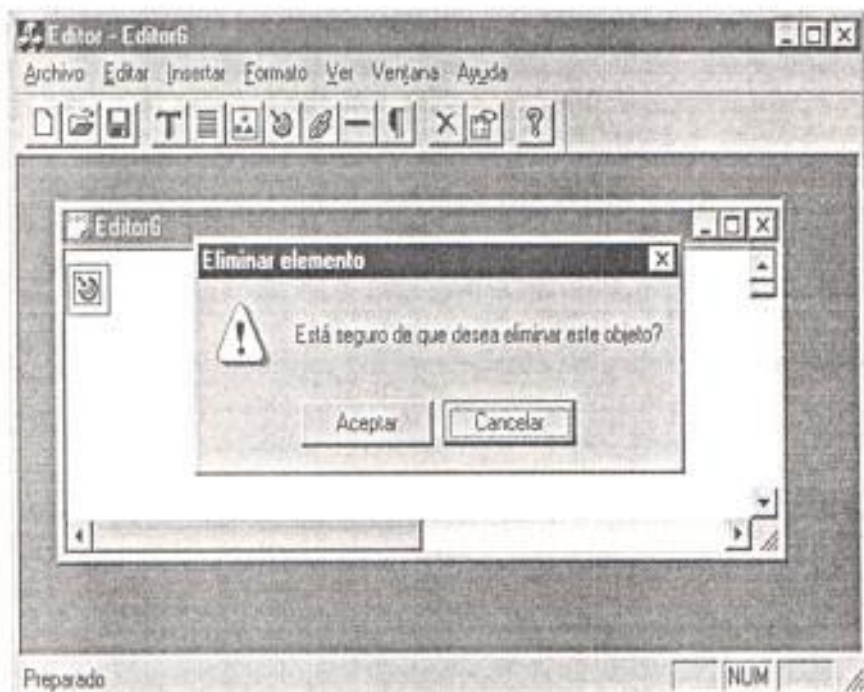 Editor - Editor6
Archivo Editar Insertar Formato Ver Ventana Ayuda
Editor6
Eliminar elemento
Está seguro de que desea eliminar este objeto?
Aceptar
Cancelar
Preparado
NUM